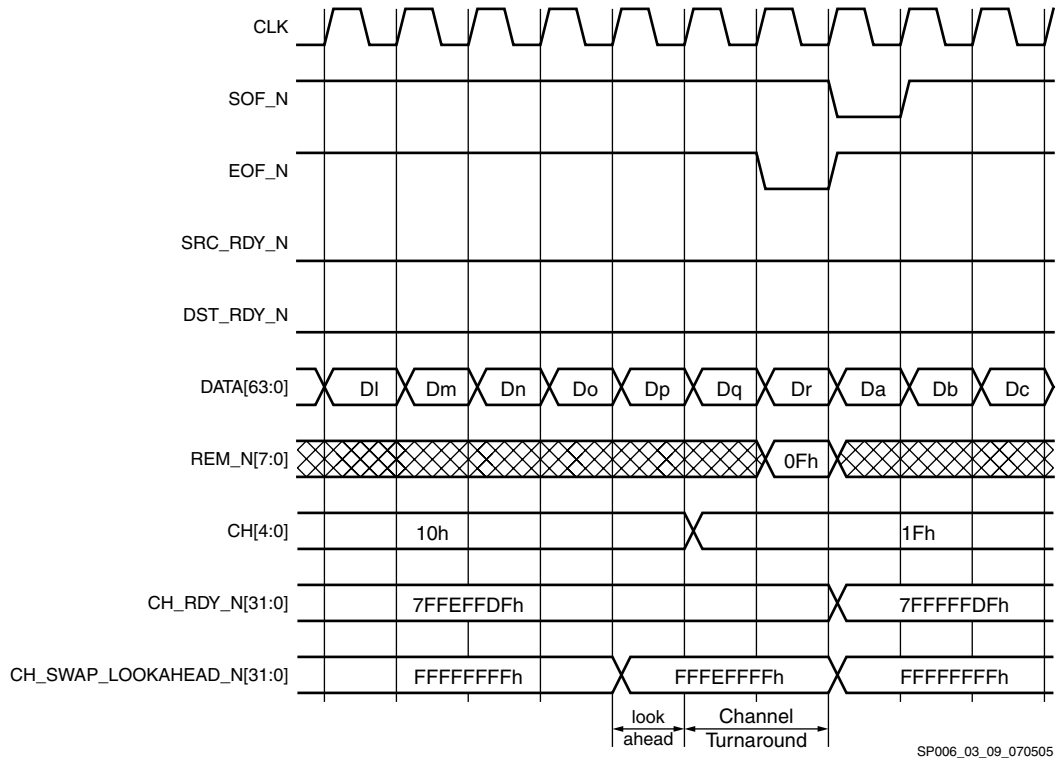 CLK
SOF_N
EOF_N
SRC_RDY_N
DST_RDY_N
DATA[63:0] Dl Dm Dn Do Dp Dq Dr Da Db Dc
REM_N[7:0] 0Fh
CH[4:0] 10h 1Fh
CH_RDY_N[31:0] 7FFEFFDFh 7FFFFFDFh
CH_SWAP_LOOKAHEAD_N[31:0] FFFFFFFFh FFFEFFFFh FFFFFFFFh
look Channel
ahead Turnaround
SP006_03_09_070505